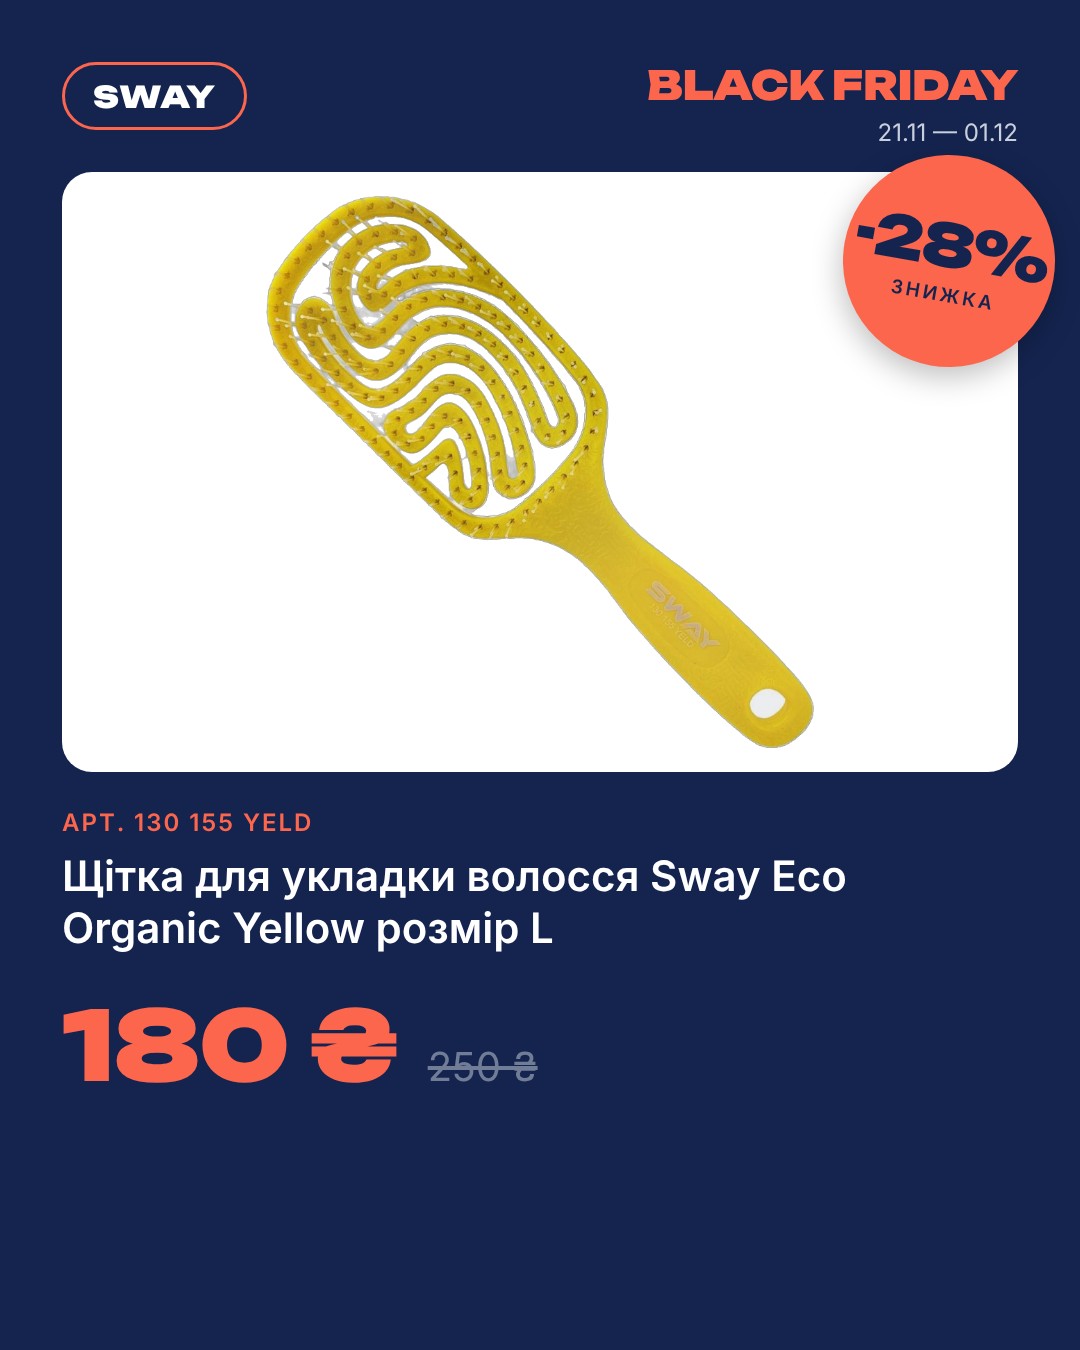 SWAY
BLACK FRIDAY
21.11 — 01.12
-28%
ЗНИЖКА
SWAY
АРТ. 130 155 YELD
Щітка для укладки волосся Sway Eco
Organic Yellow розмір L
180 ₴ 250 ₴